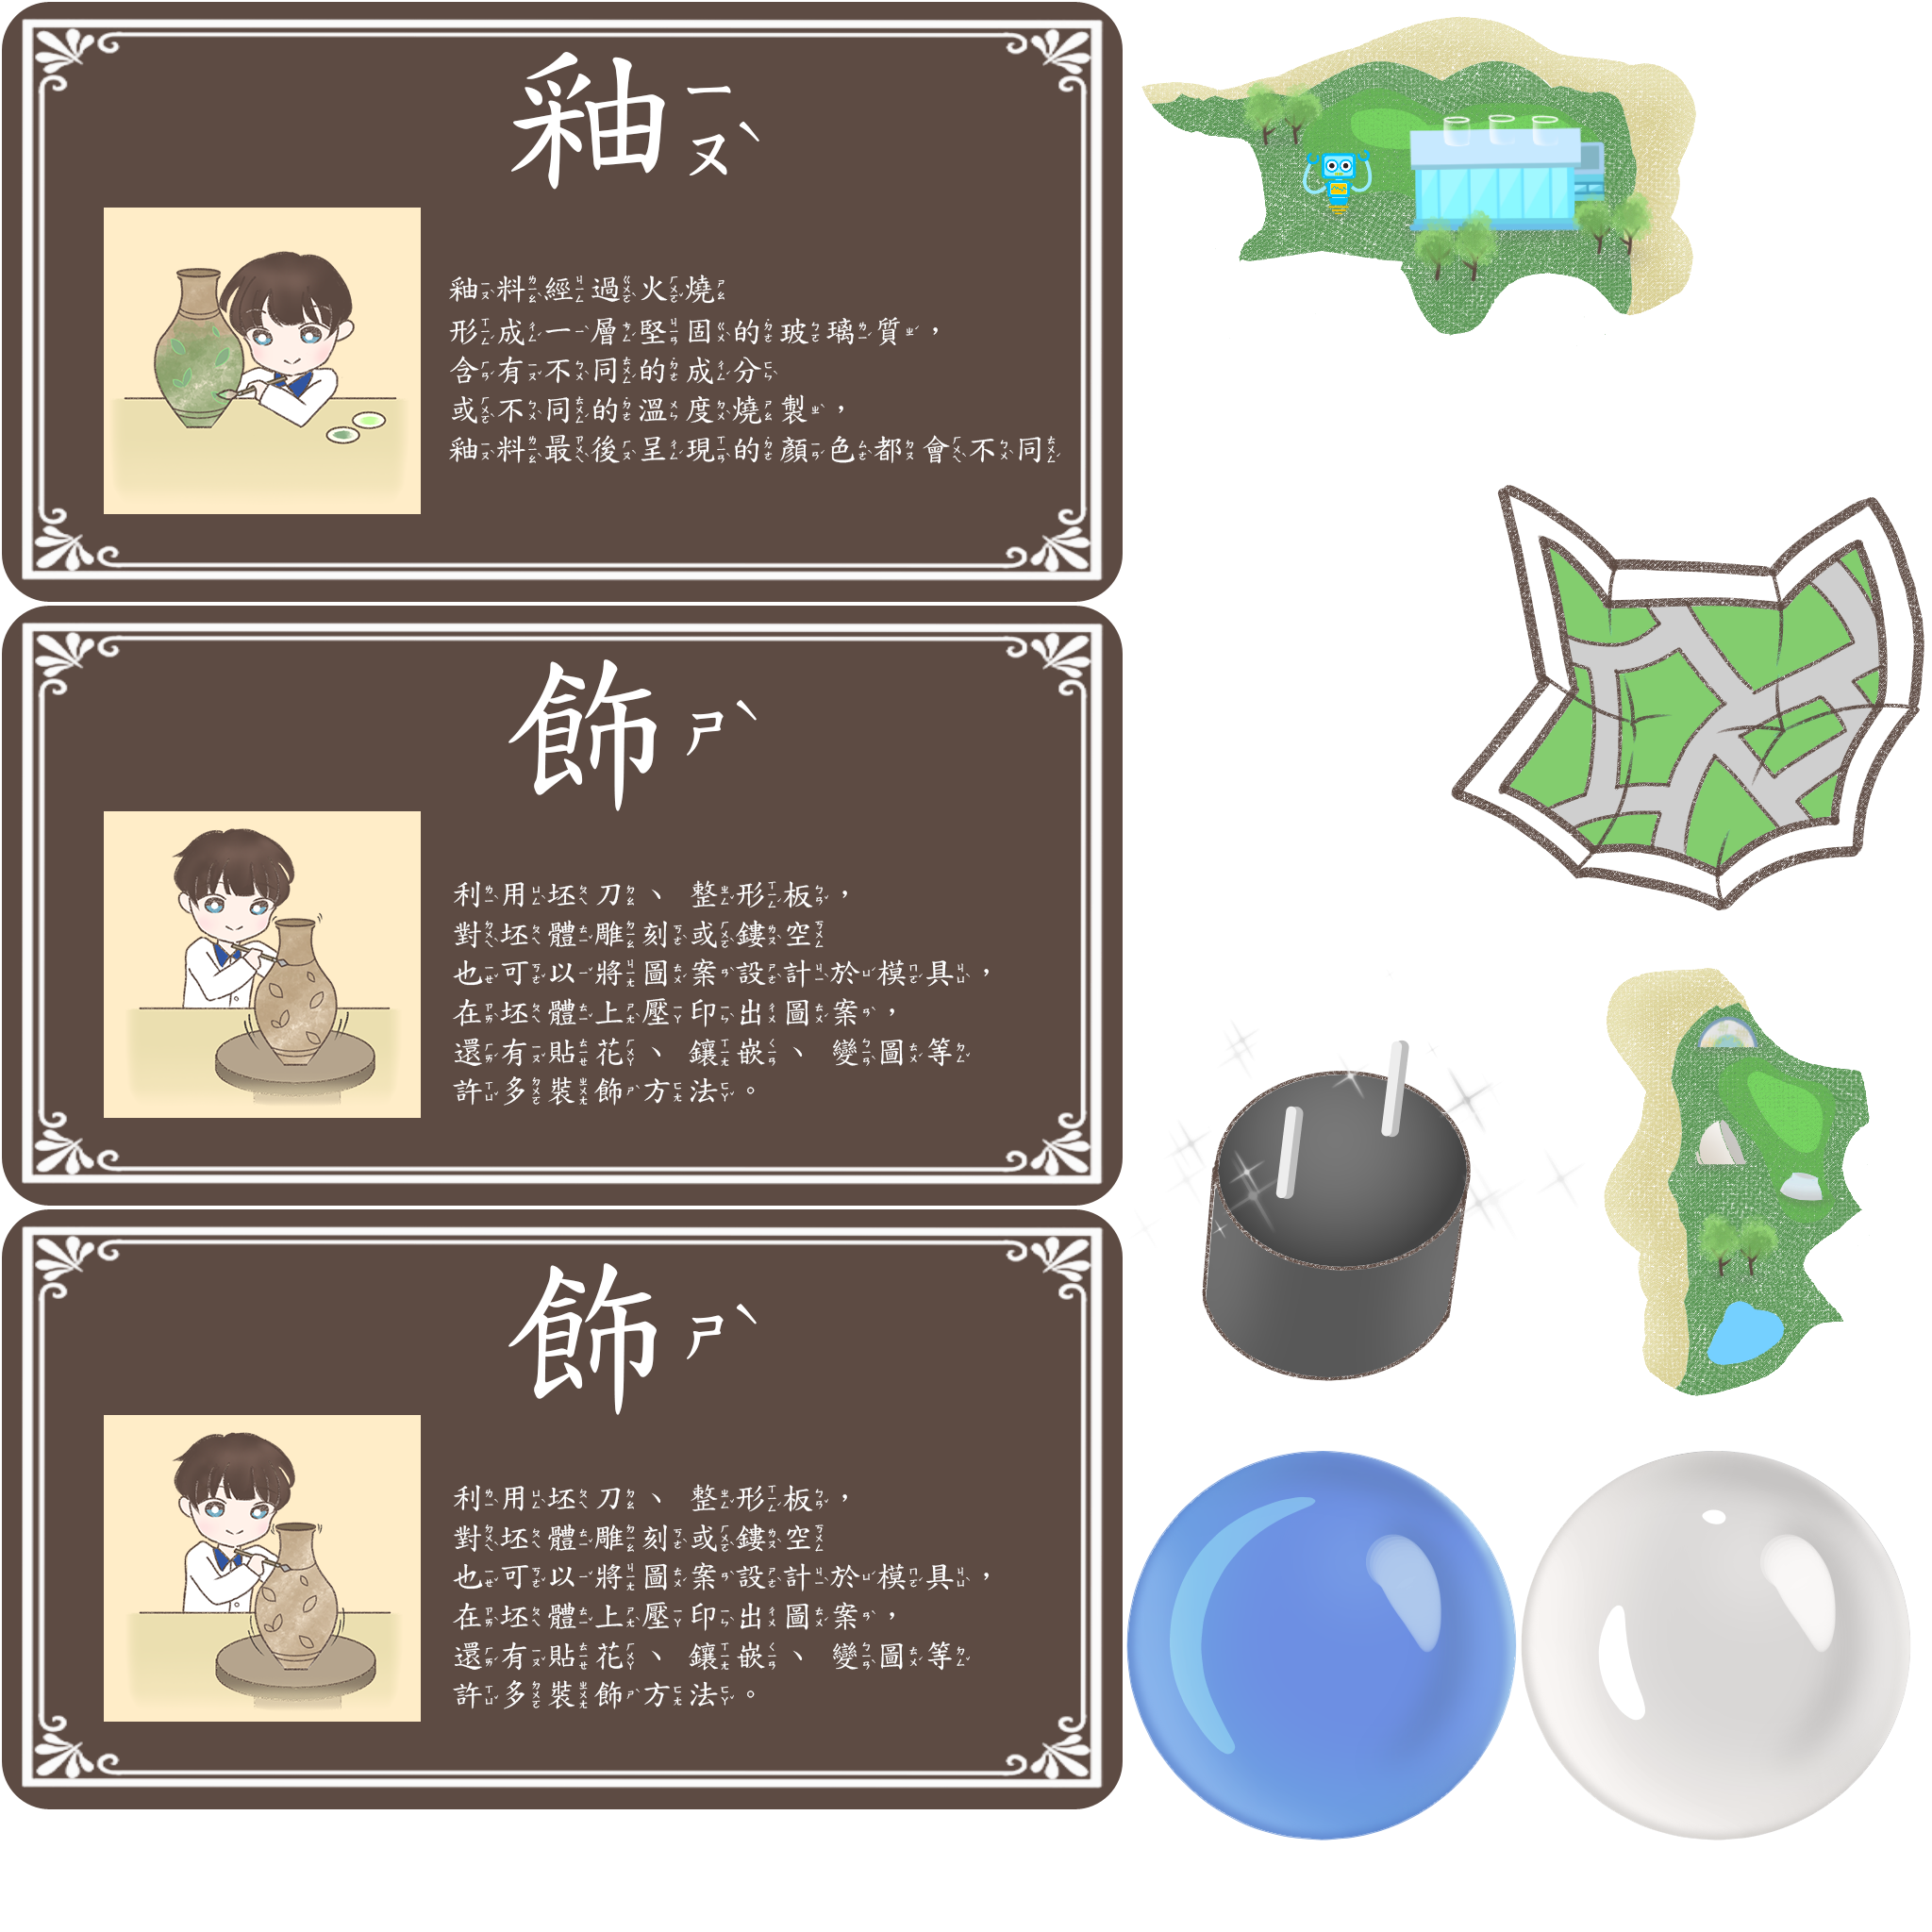 釉 ㄧㄡˋ
釉料經過火燒
形成一層堅固的玻璃質，
含有不同的成分
或不同的溫度燒製，
釉料最後呈現的顏色都會不同
飾 ㄕˋ
利用坯刀、 整形板，
對坯體雕刻或鏤空
也可以將圖案設計於模具，
在坯體上壓印出圖案，
還有貼花、 鑲嵌、 變圖等
許多裝飾方法。
飾 ㄕˋ
利用坯刀、 整形板，
對坯體雕刻或鏤空
也可以將圖案設計於模具，
在坯體上壓印出圖案，
還有貼花、 鑲嵌、 變圖等
許多裝飾方法。